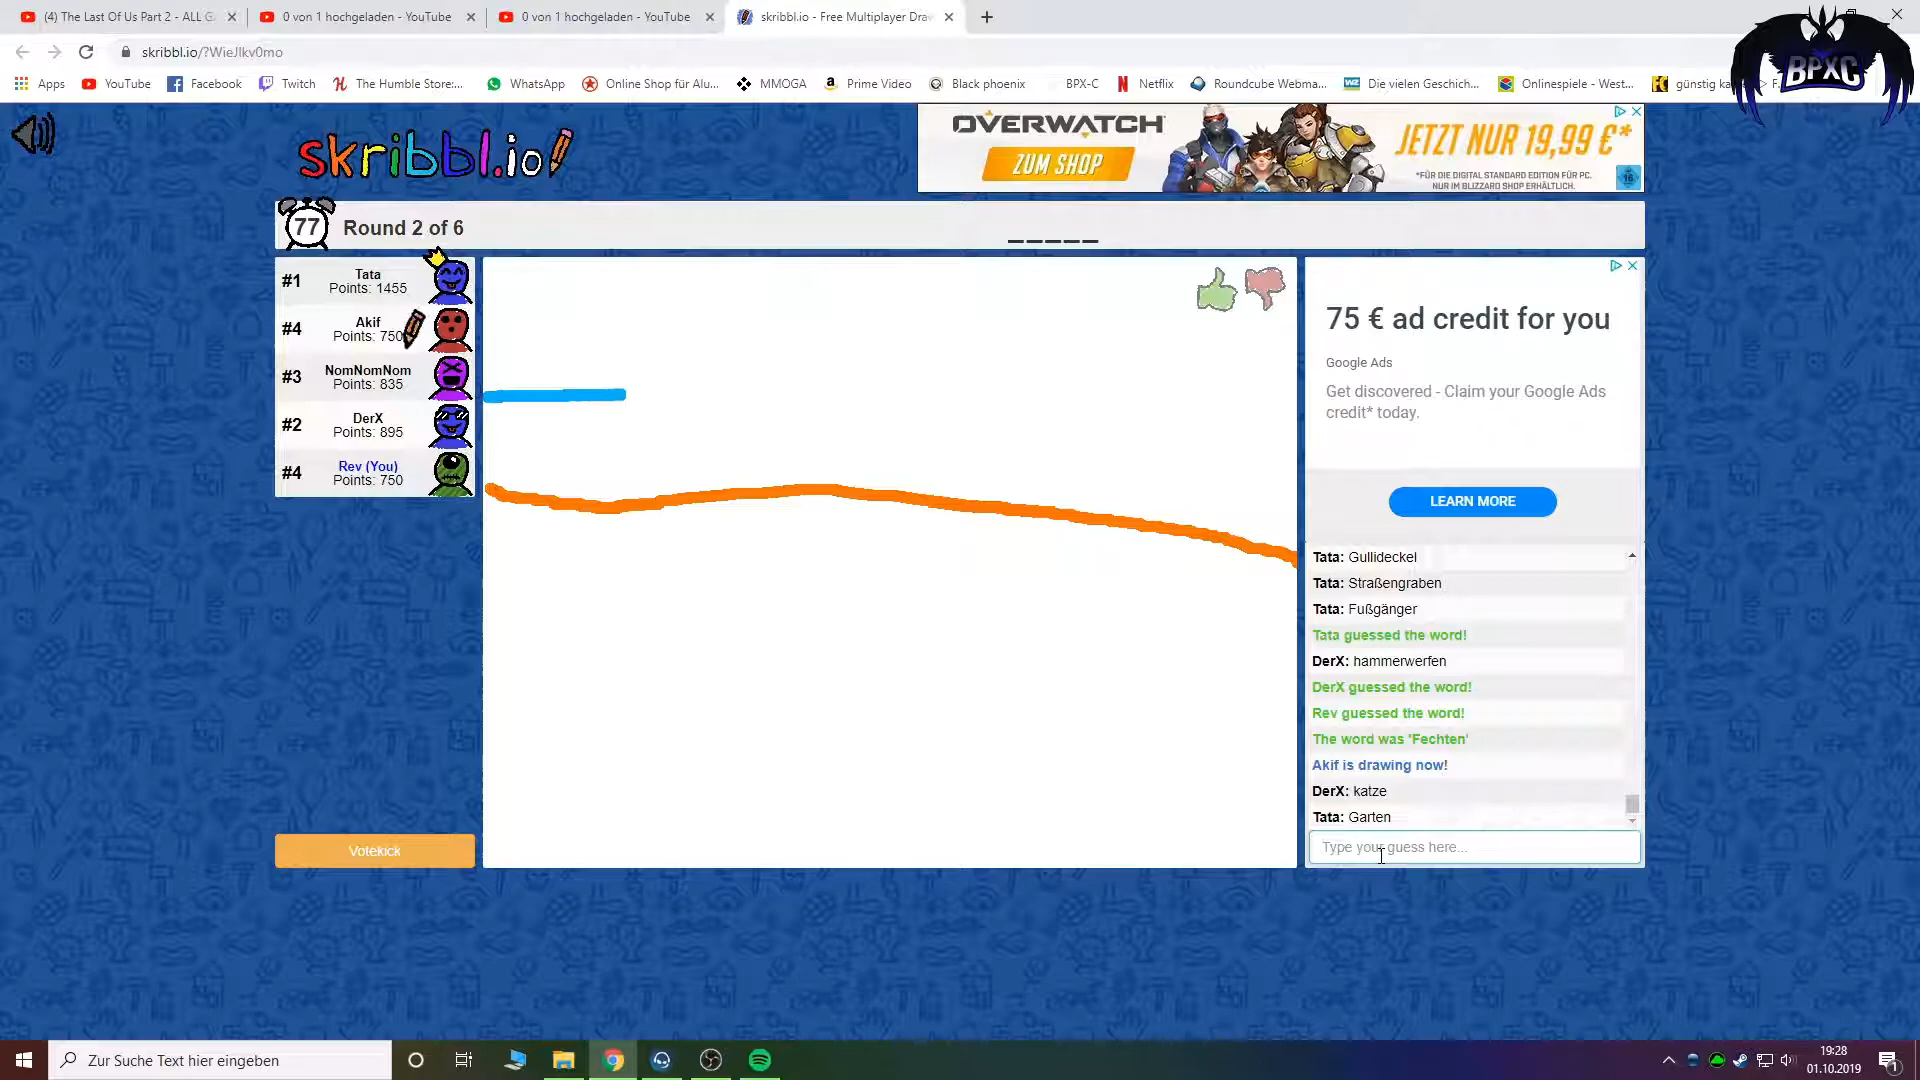 (4) The Last Of Us Part 2 - ALL G
0 von 1 hochgeladen - YouTube
0 von 1 hochgeladen - YouTube
skribbl.io - Free Multiplayer Draw
skribbl.io/?WieJlkv0mo
Apps
YouTube
Facebook
Twitch
The Humble Store:...
WhatsApp
Online Shop für Alu...
MMOGA
Prime Video
Black phoenix
BPX-C
Netflix
Roundcube Webma...
Die vielen Geschich...
Onlinespiele - West...
günstig
BPXC
skribbl.io
OVERWATCH
ZUM SHOP
JETZT NUR 19,99 €*
*FÜR DIE DIGITAL STANDARD EDITION FÜR PC.
NUR IM BLIZZARD SHOP ERHÄLTLICH.
16
77
Round 2 of 6
_____
#1
Tata
Points: 1455
#4
Akif
Points: 750
#3
NomNomNom
Points: 835
#2
DerX
Points: 895
#4
Rev (You)
Points: 750
Votekick
75 € ad credit for you
Google Ads
Get discovered - Claim your Google Ads
credit* today.
LEARN MORE
Tata: Gullideckel
Tata: Straßengraben
Tata: Fußgänger
Tata guessed the word!
DerX: hammerwerfen
DerX guessed the word!
Rev guessed the word!
The word was 'Fechten'
Akif is drawing now!
DerX: katze
Tata: Garten
Type your guess here...
Zur Suche Text hier eingeben
19:28
01.10.2019
1